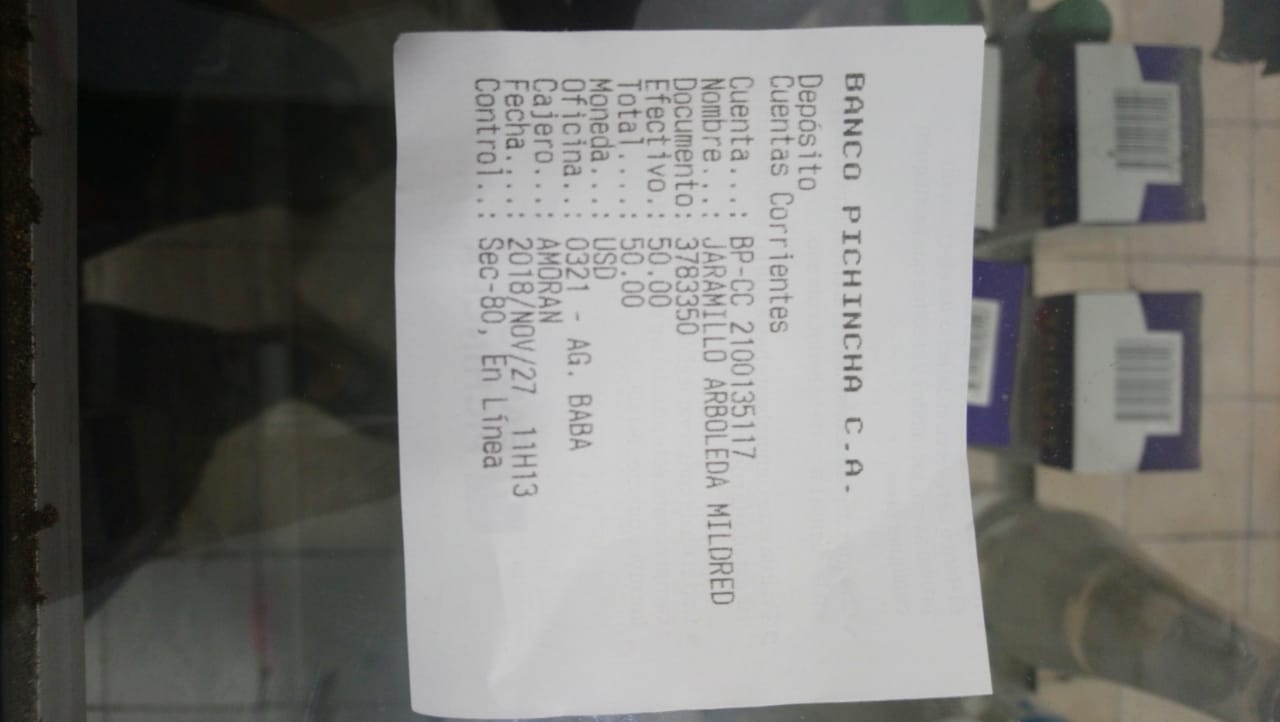 BANCO PICHINCHA C.A.
Depósito
Cuentas Corrientes
Cuenta...: BP-CC 2100135117
Nombre...: JARAMILLO ARBOLEDA MILDRED
Documento: 37833350
Efectivo.: 50.00
Total....: 50.00
Moneda...: USD
Oficina..: 0321 - AG. BABA
Cajero...: AMORAN
Fecha....: 2018/NOV/27 11H13
Control..: Sec-80, En Línea